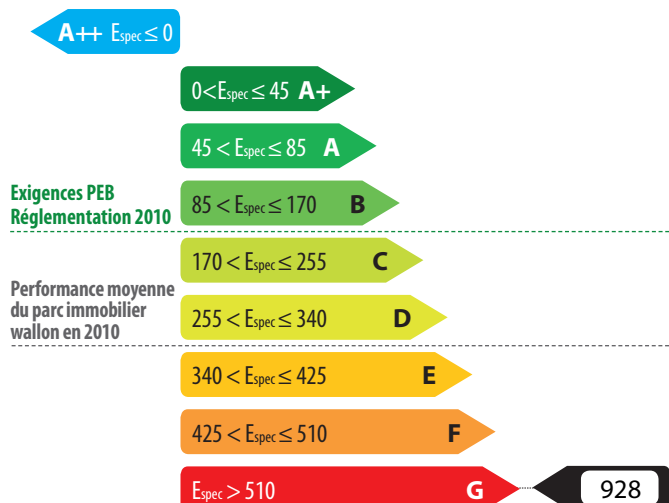 A++ Espec ≤ 0
0<Espec ≤ 45 A+
45 < Espec ≤ 85 A
Exigences PEB
Réglementation 2010
85 < Espec ≤ 170 B
170 < Espec ≤ 255 C
Performance moyenne
du parc immobilier
wallon en 2010
255 < Espec ≤ 340 D
340 < Espec ≤ 425 E
425 < Espec ≤ 510 F
Espec > 510 G 928